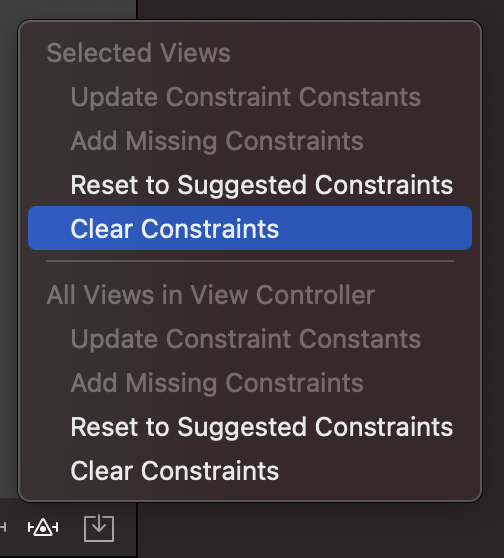 Selected Views
Update Constraint Constants
Add Missing Constraints
Reset to Suggested Constraints
Clear Constraints
All Views in View Controller
Update Constraint Constants
Add Missing Constraints
Reset to Suggested Constraints
Clear Constraints